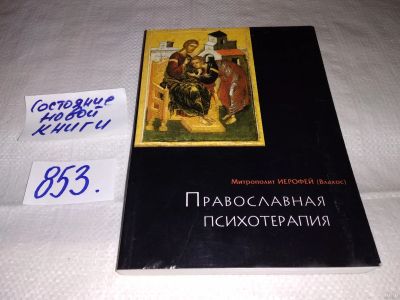 Состояние
новой
книги
853.
Митрополит ИЕРОФЕЙ (Влахос)
ПРАВОСЛАВНАЯ
ПСИХОТЕРАПИЯ